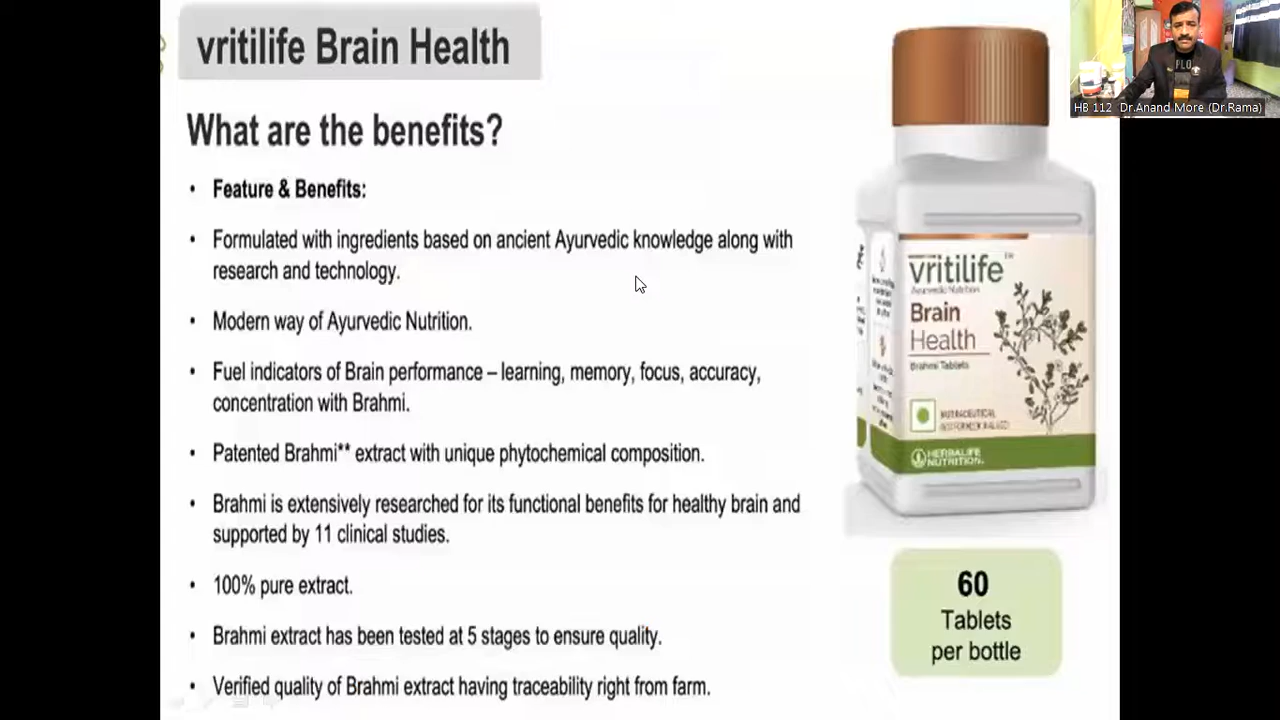 vritilife Brain Health
HB 112 Dr.Anand More (Dr.Rama)
What are the benefits?
• Feature & Benefits:
• Formulated with ingredients based on ancient Ayurvedic knowledge along with
research and technology.
• Modern way of Ayurvedic Nutrition.
• Fuel indicators of Brain performance – learning, memory, focus, accuracy,
concentration with Brahmi.
• Patented Brahmi** extract with unique phytochemical composition.
• Brahmi is extensively researched for its functional benefits for healthy brain and
supported by 11 clinical studies.
• 100% pure extract.
• Brahmi extract has been tested at 5 stages to ensure quality.
• Verified quality of Brahmi extract having traceability right from farm.
vritilife™
Ayurvedic Nutrition
Brain
Health
Brahmi Tablets
NUTRACEUTICAL
HERBALIFE
NUTRITION
60
Tablets
per bottle